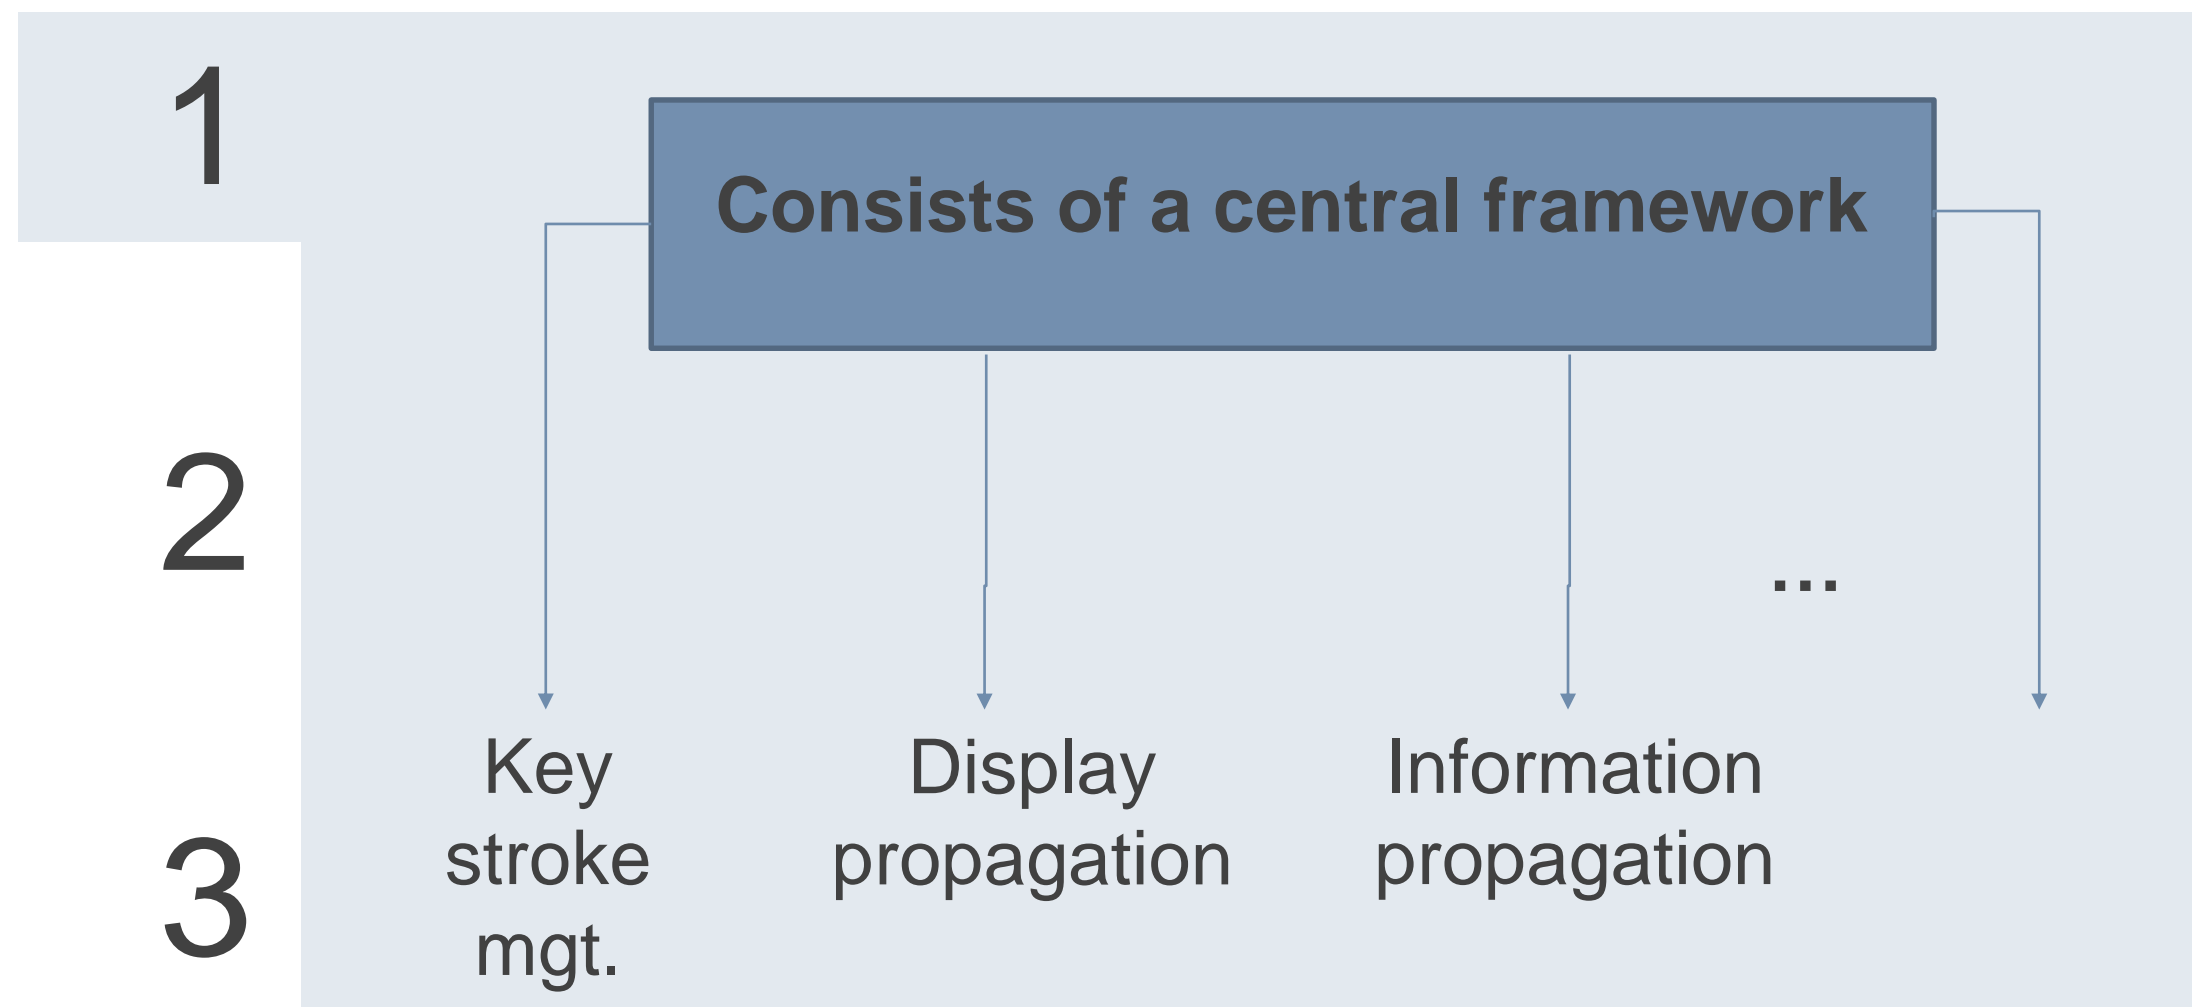 1
Consists of a central framework
2
...
Key
stroke
mgt.
Display
propagation
Information
propagation
3